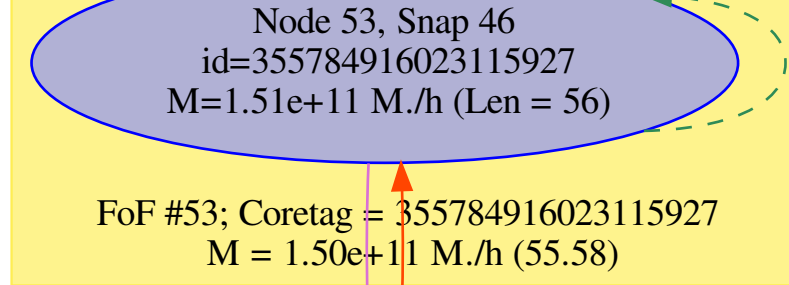 Node 53, Snap 46
id=355784916023115927
M=1.51e+11 M./h (Len = 56)
FoF #53; Coretag = 355784916023115927
M = 1.50e+11 M./h (55.58)